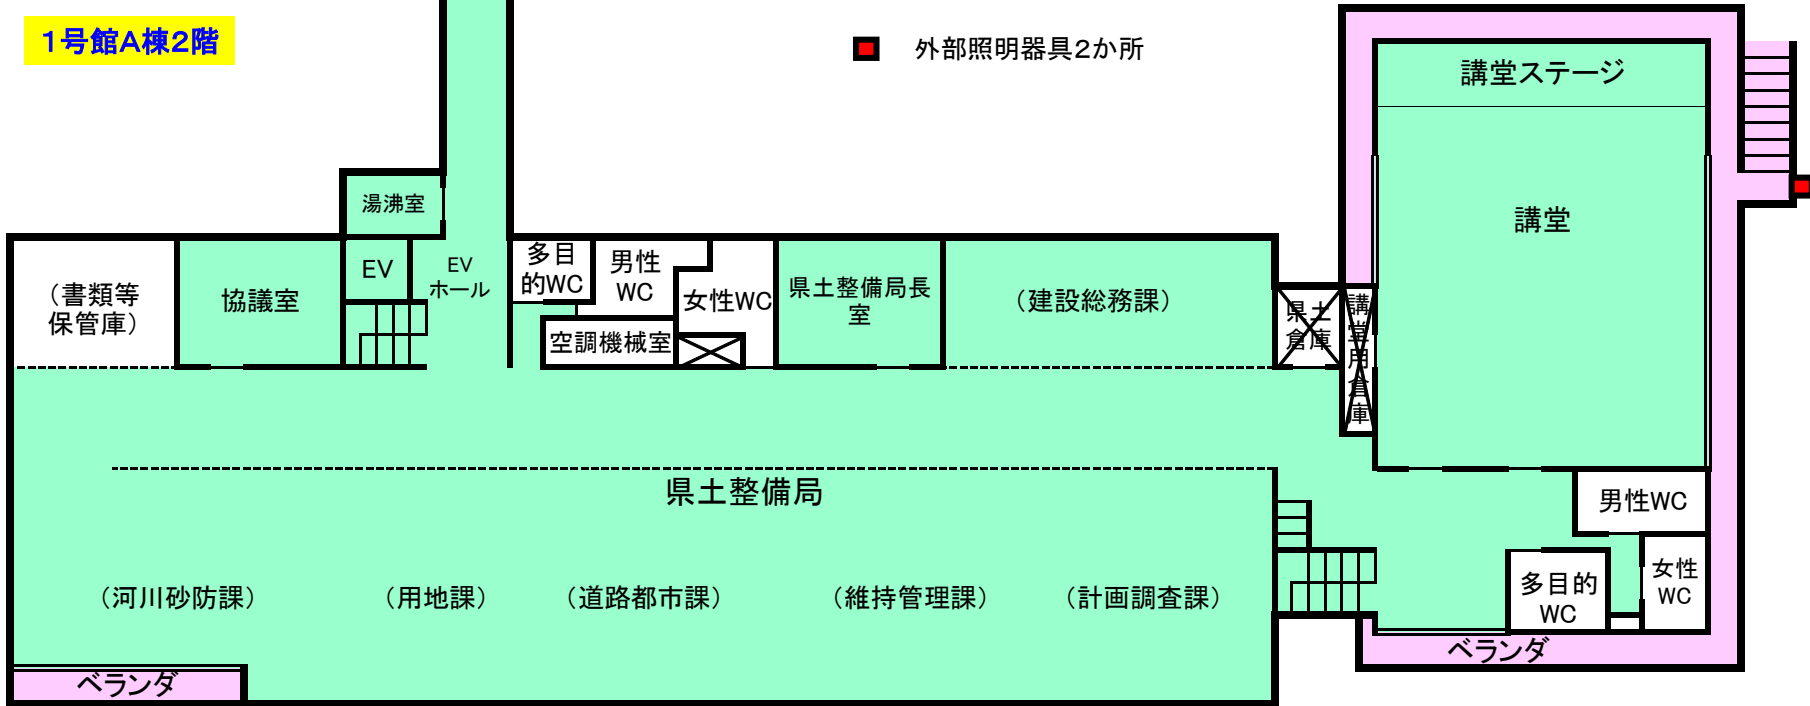 1号館A棟2階
外部照明器具2か所
講堂ステージ
湯沸室
講堂
(書類等
保管庫)
協議室
EV
EV
ホール
多目
的WC
男性
WC
女性WC
空調機械室
県土整備局長
室
(建設総務課)
県土
倉庫
講
堂
用
倉
庫
県土整備局
男性WC
女性
WC
多目的
WC
(河川砂防課)
(用地課)
(道路都市課)
(維持管理課)
(計画調査課)
ベランダ
ベランダ